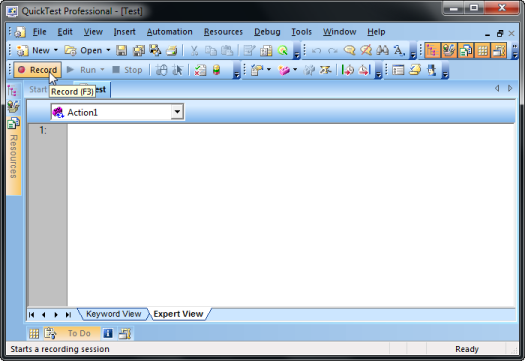 QuickTest Professional - [Test]
File Edit View Insert Automation Resources Debug Tools Window Help
New Open
Record Run Stop
Start
Record (F3)
est
Action1
Resources
1:
Keyword View Expert View
To Do
Starts a recording session
Ready